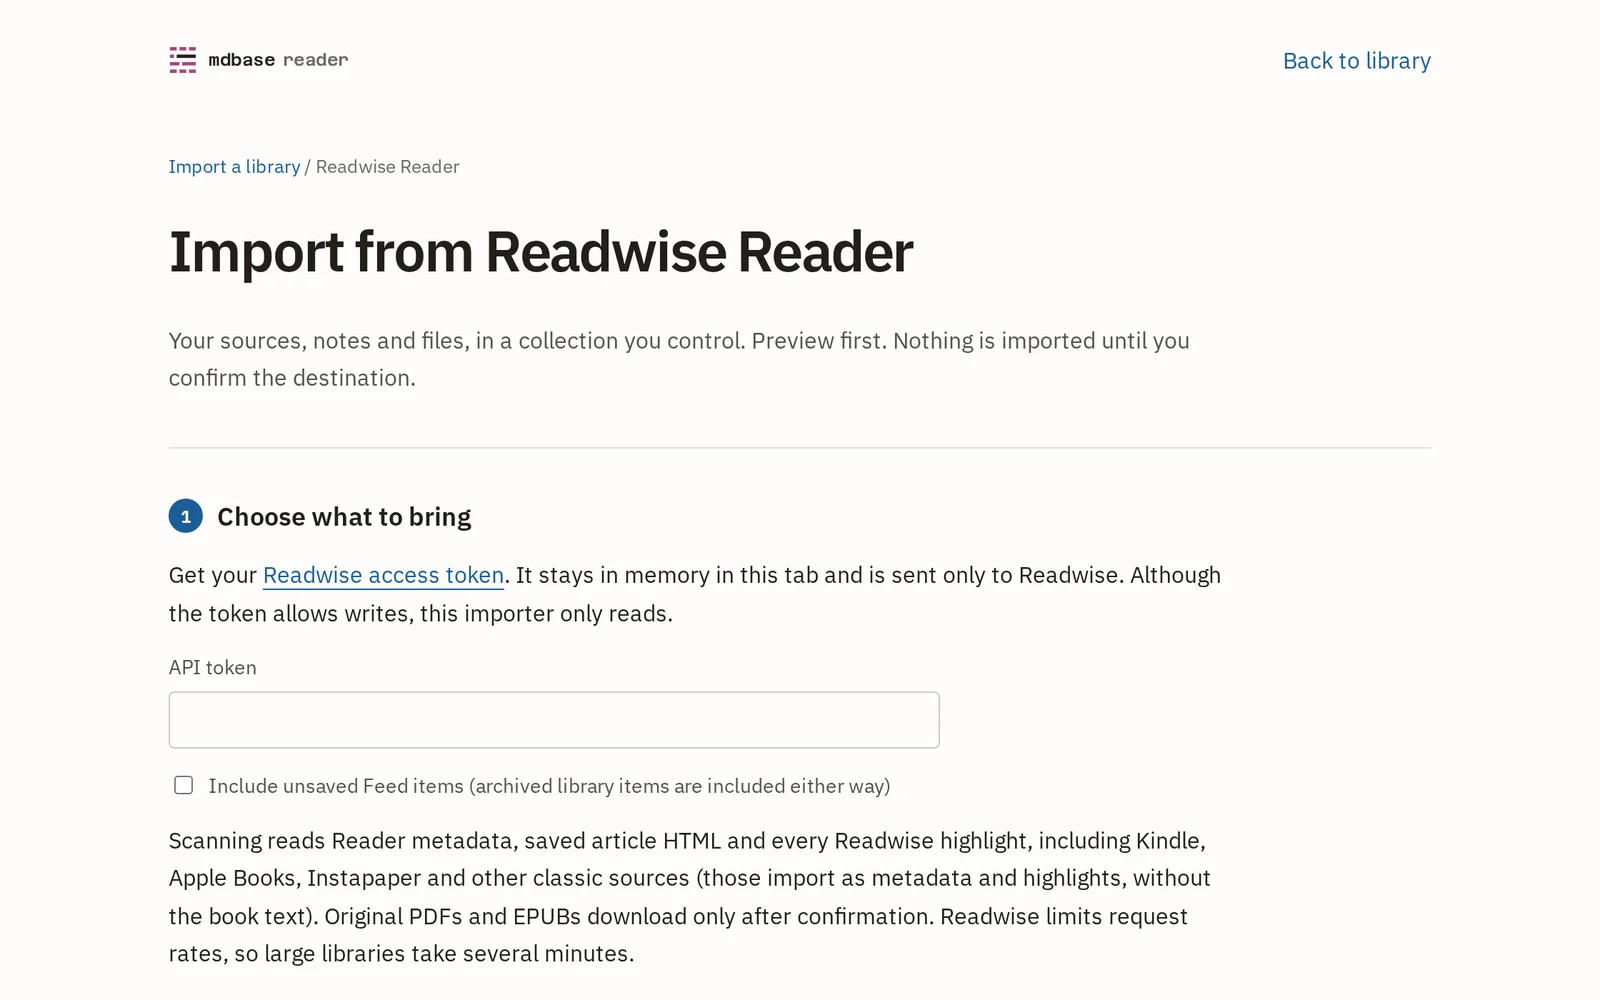 mdbase reader
Back to library
Import a library / Readwise Reader
Import from Readwise Reader
Your sources, notes and files, in a collection you control. Preview first. Nothing is imported until you
confirm the destination.
1 Choose what to bring
Get your Readwise access token. It stays in memory in this tab and is sent only to Readwise. Although
the token allows writes, this importer only reads.
API token
Include unsaved Feed items (archived library items are included either way)
Scanning reads Reader metadata, saved article HTML and every Readwise highlight, including Kindle,
Apple Books, Instapaper and other classic sources (those import as metadata and highlights, without
the book text). Original PDFs and EPUBs download only after confirmation. Readwise limits request
rates, so large libraries take several minutes.